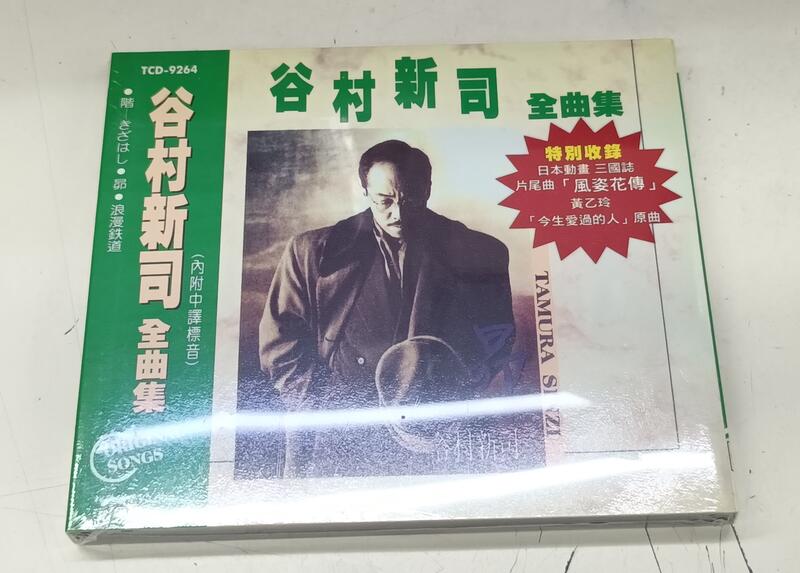 TCD-9264
谷村新司 全曲集
(內附中譯標音)
•階–きざはし•昴•浪漫鉄道
SONGS
谷村新司 全曲集
特別收錄
日本動畫 三國誌
片尾曲「風姿花傳」
黃乙玲
「今生愛過的人」原曲
昴
TAMURA
谷村新司